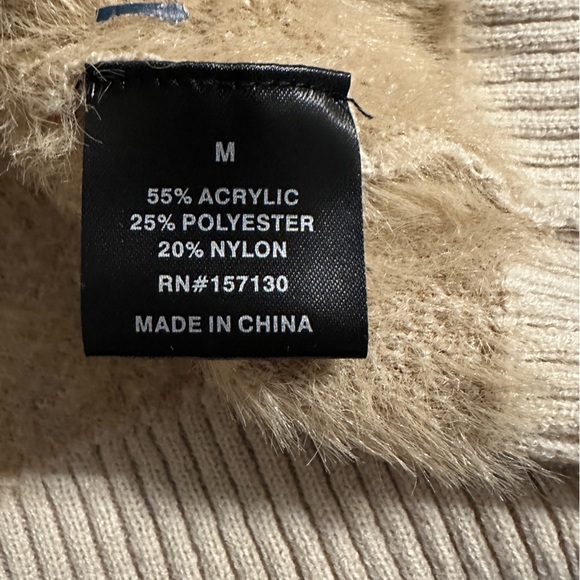 M
55% ACRYLIC
25% POLYESTER
20% NYLON
RN#157130
MADE IN CHINA